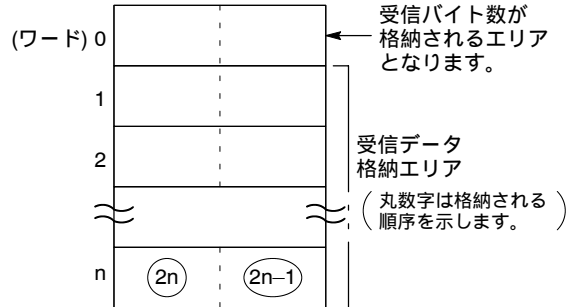 受信バイト数が
格納されるエリア
となります。
(ワード) 0
1
2
受信データ
格納エリア
(丸数字は格納される
順序を示します。)
n
2n
2n–1